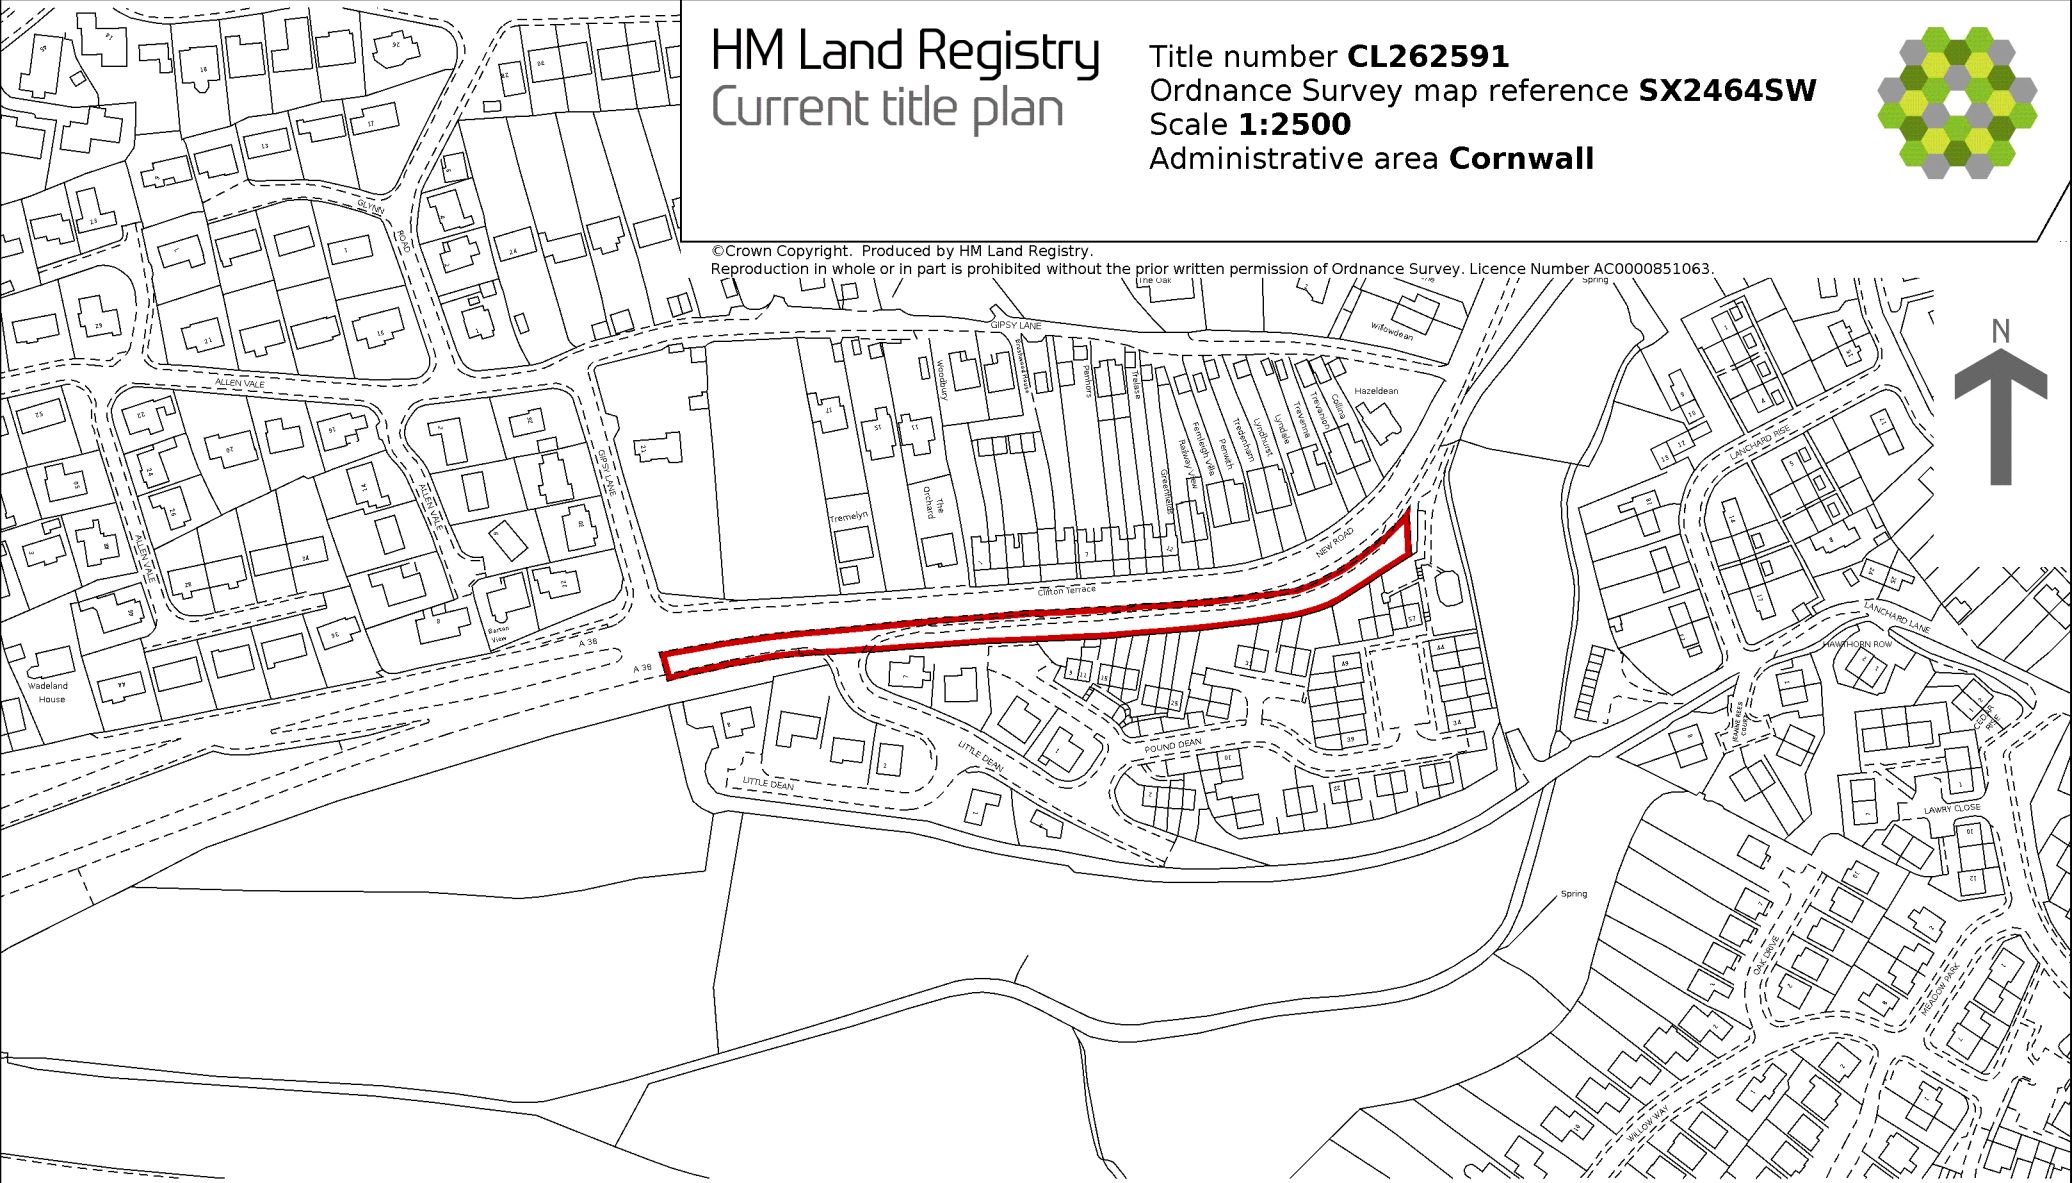 HM Land Registry
Current title plan
Title number CL262591
Ordnance Survey map reference SX2464SW
Scale 1:2500
Administrative area Cornwall
©Crown Copyright. Produced by HM Land Registry.
Reproduction in whole or in part is prohibited without the prior written permission of Ordnance Survey. Licence Number AC0000851063.
N
GLYNN
ROAD
The Oak
Spring
GIPSY LANE
Willowdean
ALLEN VALE
Woodbury
Penhors
Trelase
Hazeldean
Collina
Trevanion
Trevenna
Lyndale
Lyndhurst
Tredenham
Penwith
Fernleigh Villa
Railway View
Greenfields
LANCHARD RISE
GIPSY LANE
ALLEN VALE
ALLEN VALE
The
Orchard
Tremelyn
NEW ROAD
Clifton Terrace
Barton
View
A 38
A 38
Wadeland
House
LANCHARD LANE
HAWTHORN ROW
CEDAR
RISE
COURT
LITTLE DEAN
POUND DEAN
LITTLE DEAN
LAWRY CLOSE
Spring
OAK DRIVE
MEADOW PARK
WILLOW WAY